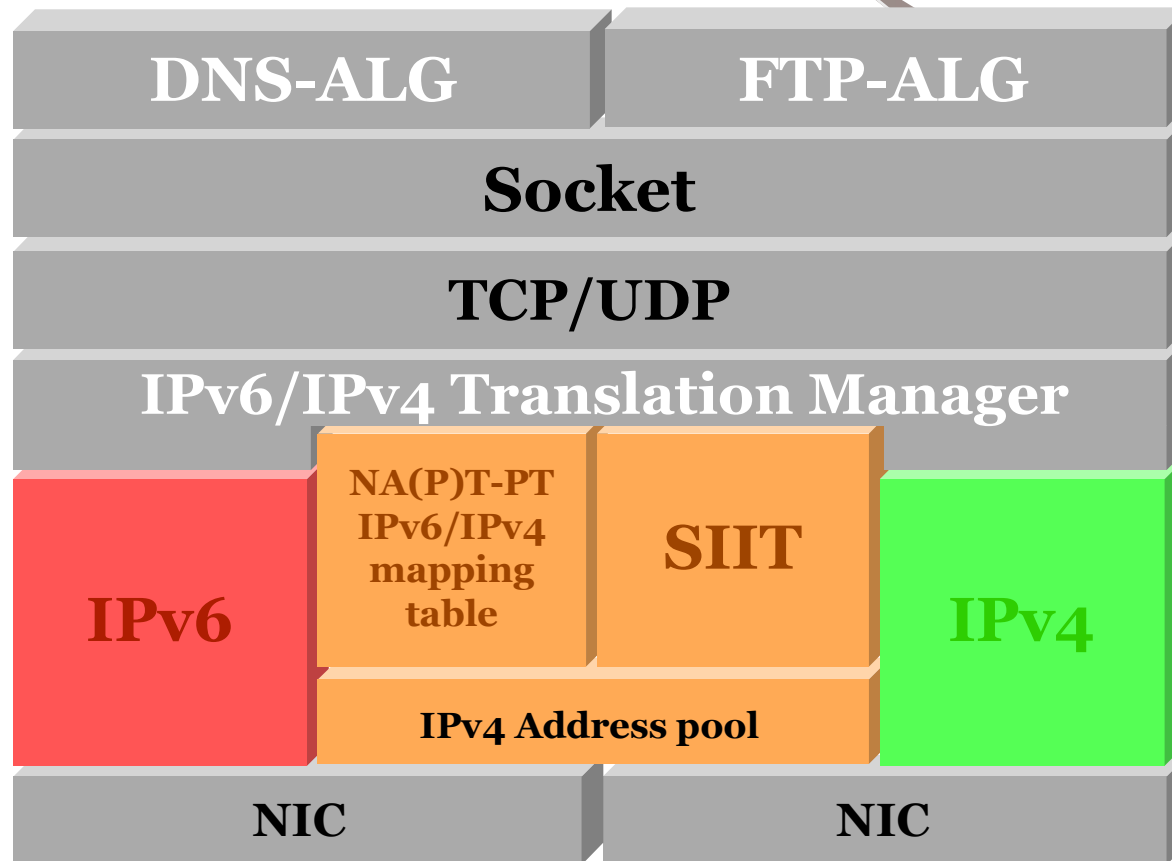 DNS-ALG
FTP-ALG
Socket
TCP/UDP
IPv6/IPv4 Translation Manager
IPv6
NA(P)T-PT
IPv6/IPv4
mapping
table
SIIT
IPv4
IPv4 Address pool
NIC
NIC